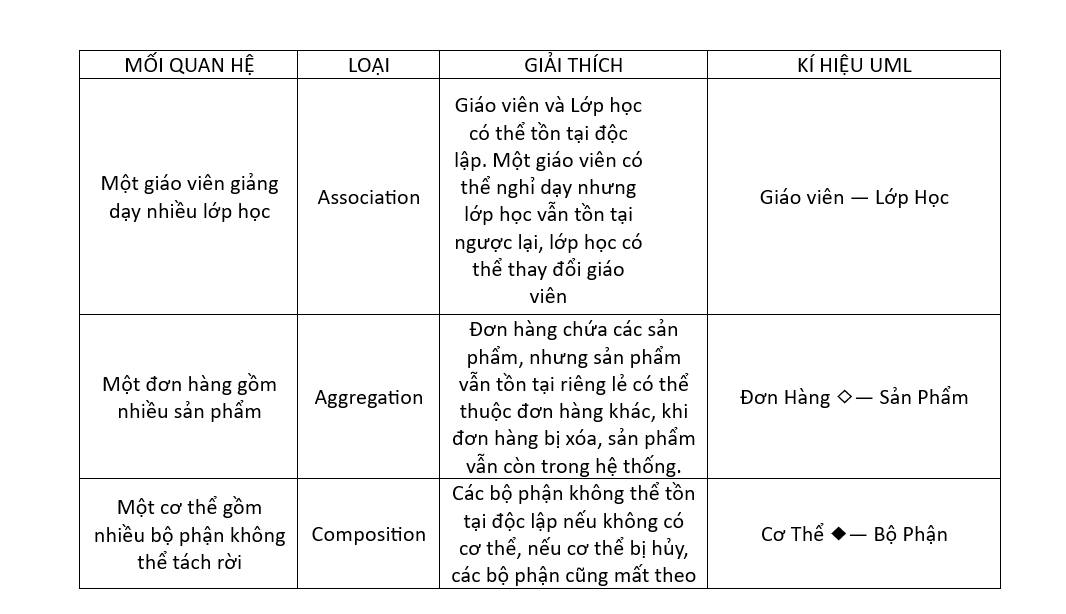 MỐI QUAN HỆ
LOẠI
GIẢI THÍCH
KÍ HIỆU UML
Một giáo viên giảng
dạy nhiều lớp học
Association
Giáo viên và Lớp học
có thể tồn tại độc
lập. Một giáo viên có
thể nghỉ dạy nhưng
lớp học vẫn tồn tại
ngược lại, lớp học có
thể thay đổi giáo
viên
Giáo viên — Lớp Học
Một đơn hàng gồm
nhiều sản phẩm
Aggregation
Đơn hàng chứa các sản
phẩm, nhưng sản phẩm
vẫn tồn tại riêng lẻ có thể
thuộc đơn hàng khác, khi
đơn hàng bị xóa, sản phẩm
vẫn còn trong hệ thống.
Đơn Hàng ◇— Sản Phẩm
Một cơ thể gồm
nhiều bộ phận không
thể tách rời
Composition
Các bộ phận không thể tồn
tại độc lập nếu không có
cơ thể, nếu cơ thể bị hủy,
các bộ phận cũng mất theo
Cơ Thể ◆— Bộ Phận